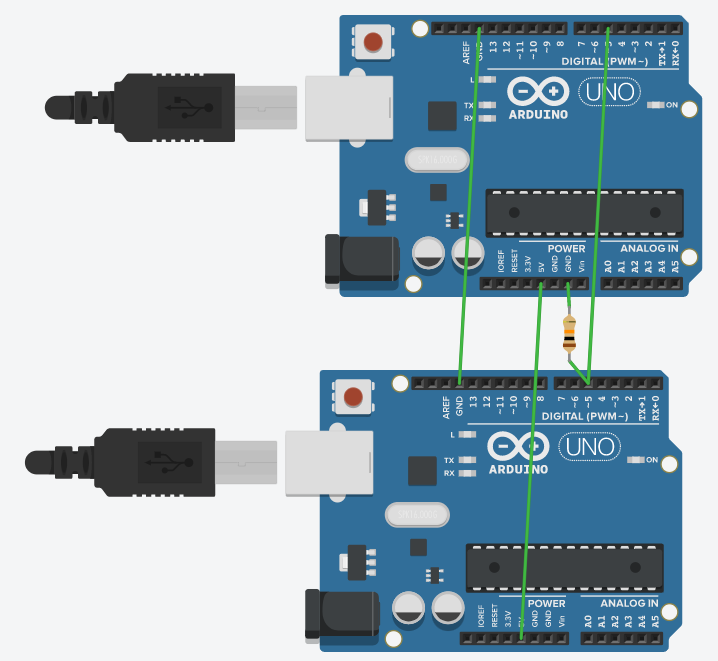 AREF
GND
13
12
~11
~10
~9
8
7
~6
~5
4
~3
2
TX→1
RX←0
DIGITAL (PWM~)
L
TX
RX
ARDUINO
UNO
ON
POWER
ANALOG IN
IOREF
RESET
3.3V
5V
GND
GND
Vin
A0
A1
A2
A3
A4
A5
AREF
GND
13
12
~11
~10
~9
8
7
~6
~5
4
~3
2
TX→1
RX←0
DIGITAL (PWM~)
L
TX
RX
ARDUINO
UNO
ON
POWER
ANALOG IN
IOREF
RESET
3.3V
5V
GND
GND
Vin
A0
A1
A2
A3
A4
A5